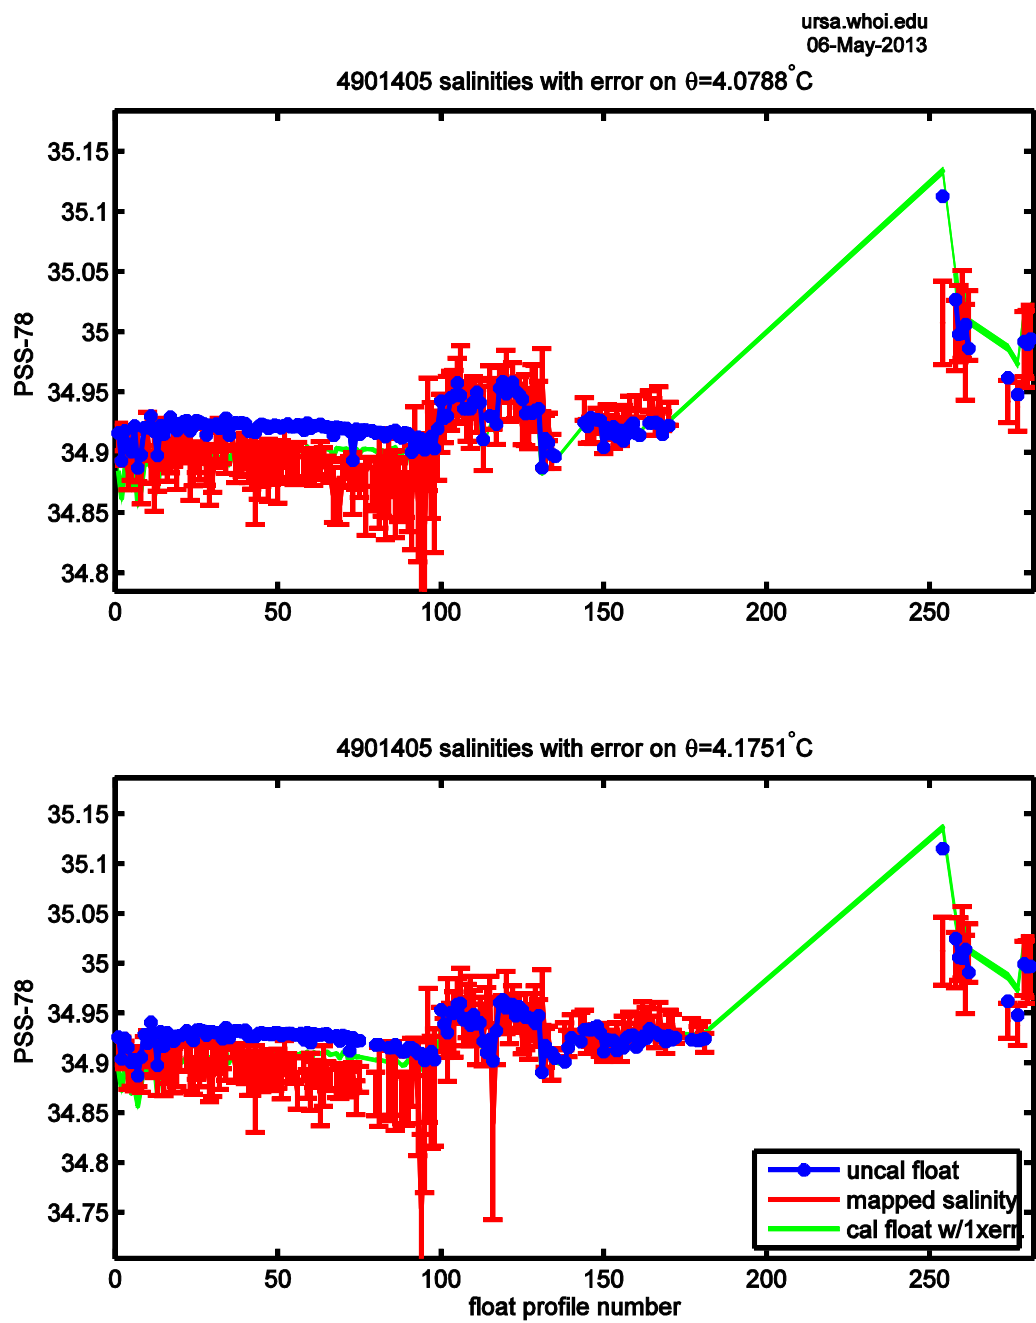 ursa.whoi.edu
06-May-2013
4901405 salinities with error on θ=4.0788°C
35.15
35.1
35.05
35
34.95
34.9
34.85
34.8
PSS-78
0 50 100 150 200 250
4901405 salinities with error on θ=4.1751°C
35.15
35.1
35.05
35
34.95
34.9
34.85
34.8
34.75
PSS-78
uncal float
mapped salinity
cal float w/1xerr.
0 50 100 150 200 250
float profile number